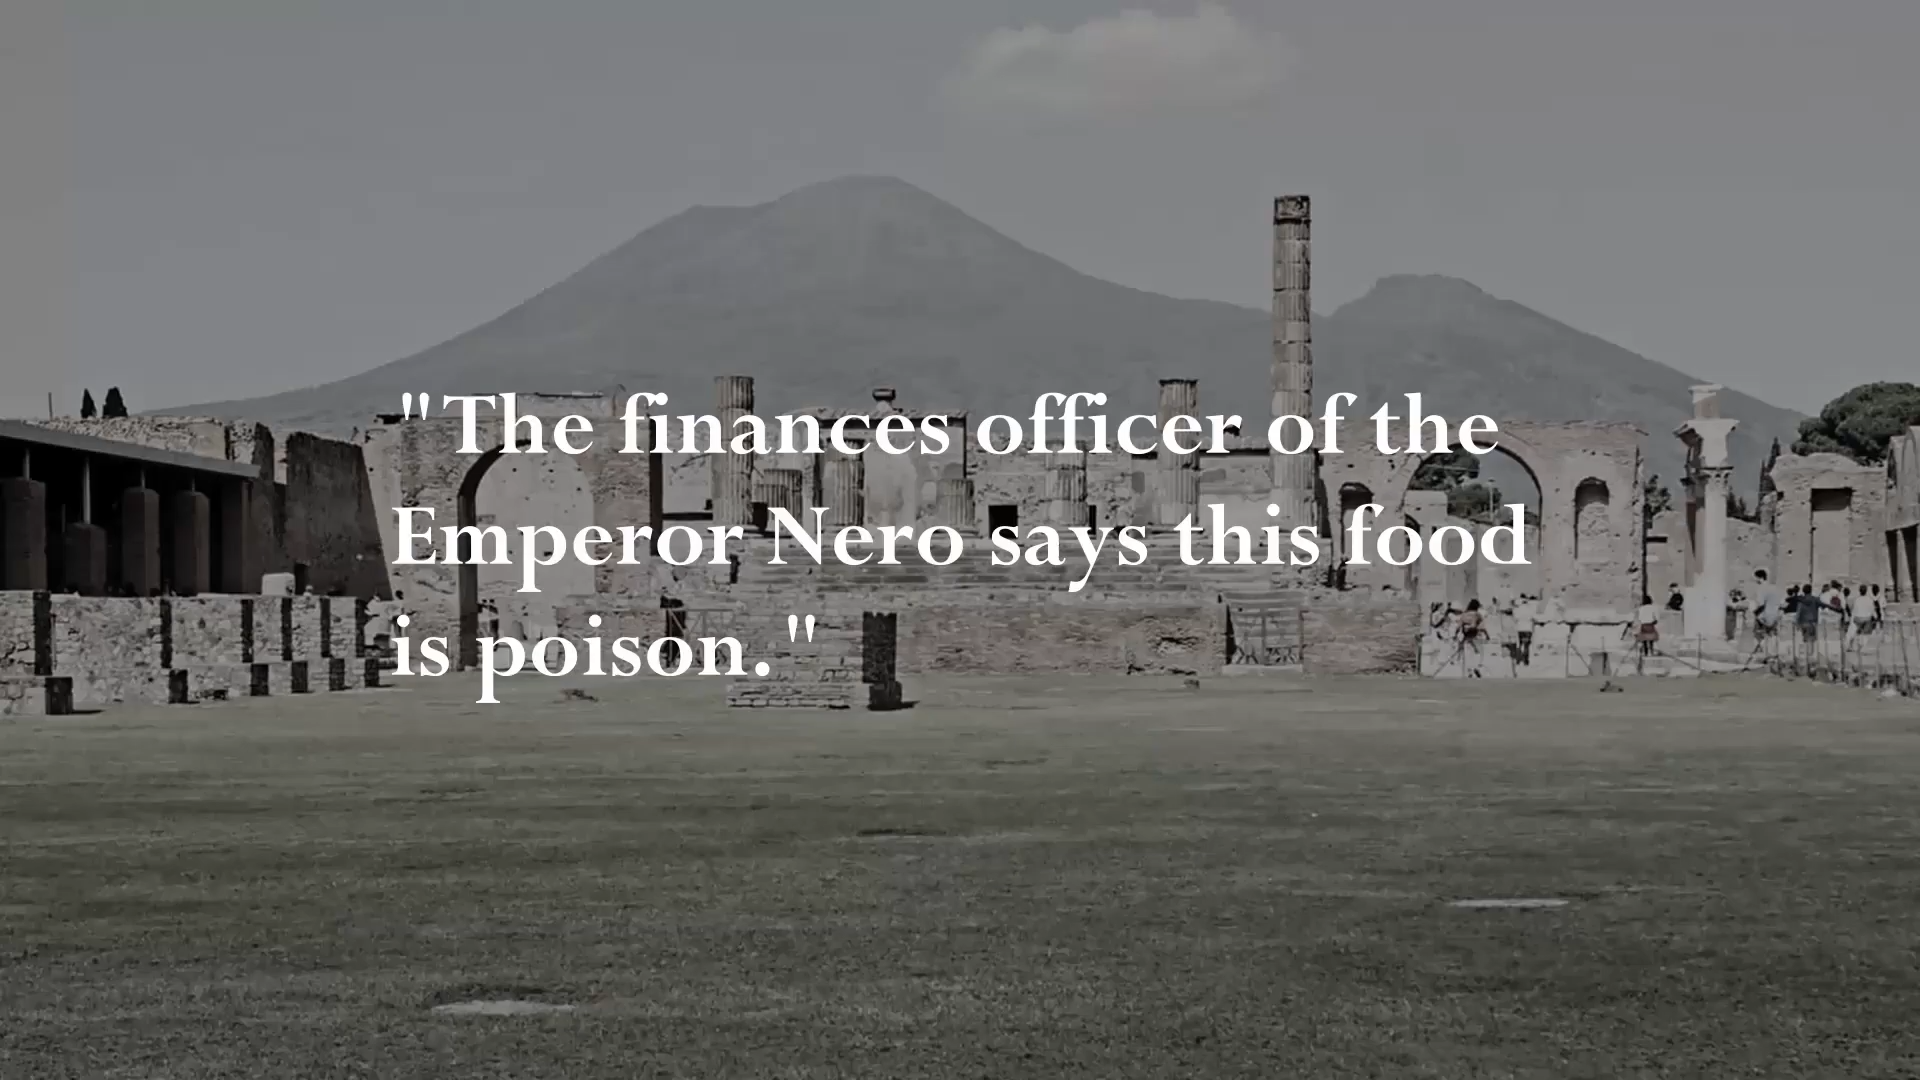 "The finances officer of the
Emperor Nero says this food
is poison."